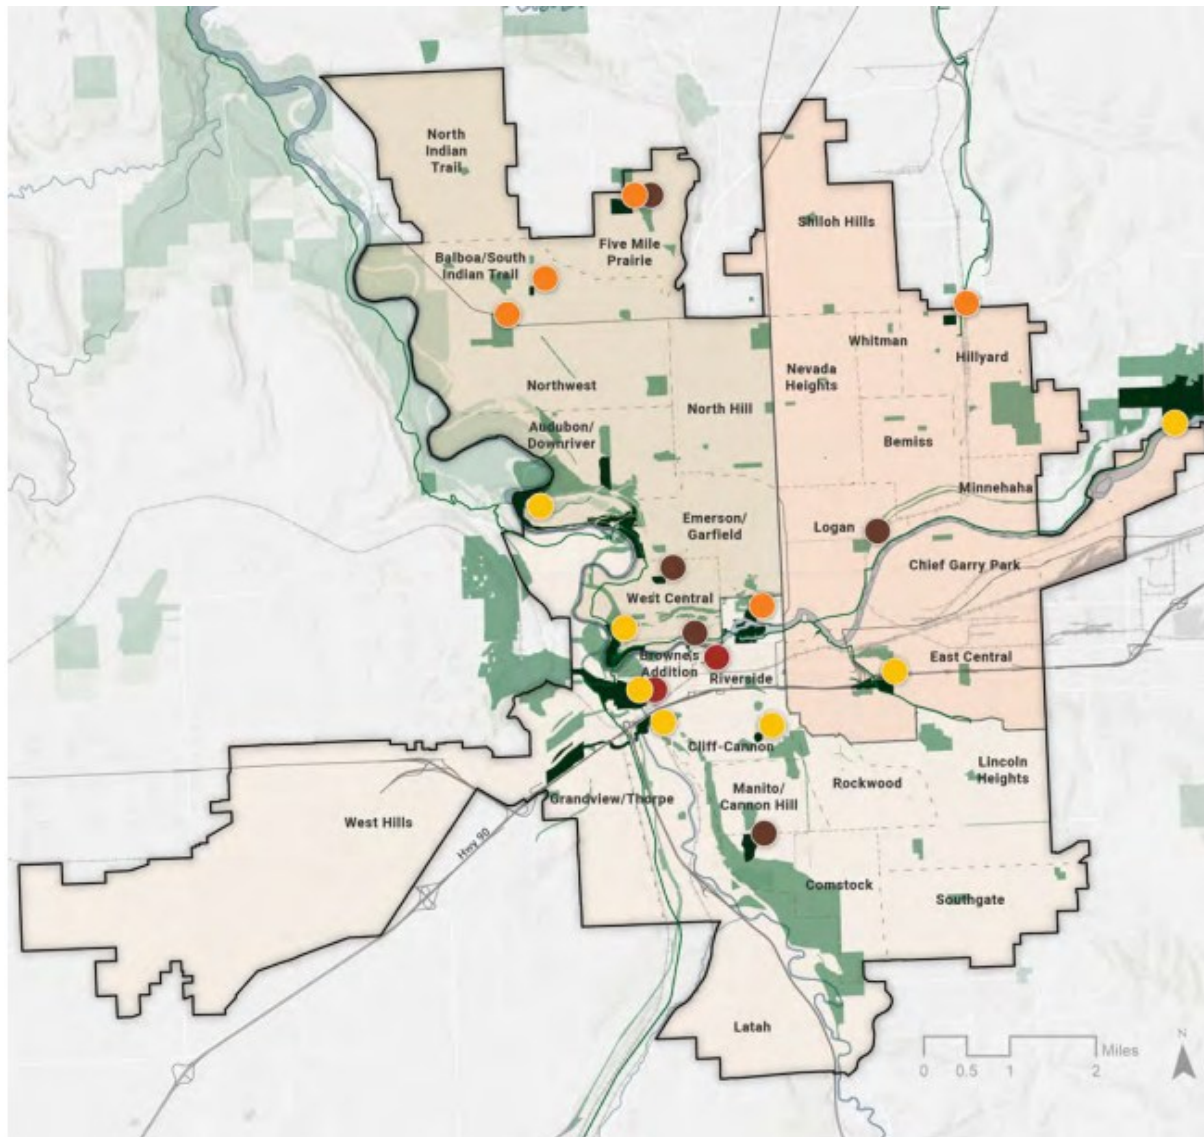 North
Indian
Trail
Shiloh Hills
Five Mile
Prairie
Balboa/South
Indian Trail
Whitman
Hillyard
Nevada
Heights
Northwest
North Hill
Audubon/
Downriver
Bemiss
Minnehaha
Emerson/
Garfield
Logan
Chief Garry Park
West Central
Browne's
Addition
Riverside
East Central
Cliff-Cannon
Lincoln
Heights
Rockwood
Manito/
Cannon Hill
Grandview/Thorpe
West Hills
Hwy 90
Comstock
Southgate
Latah
N
Miles
0 0.5 1 2